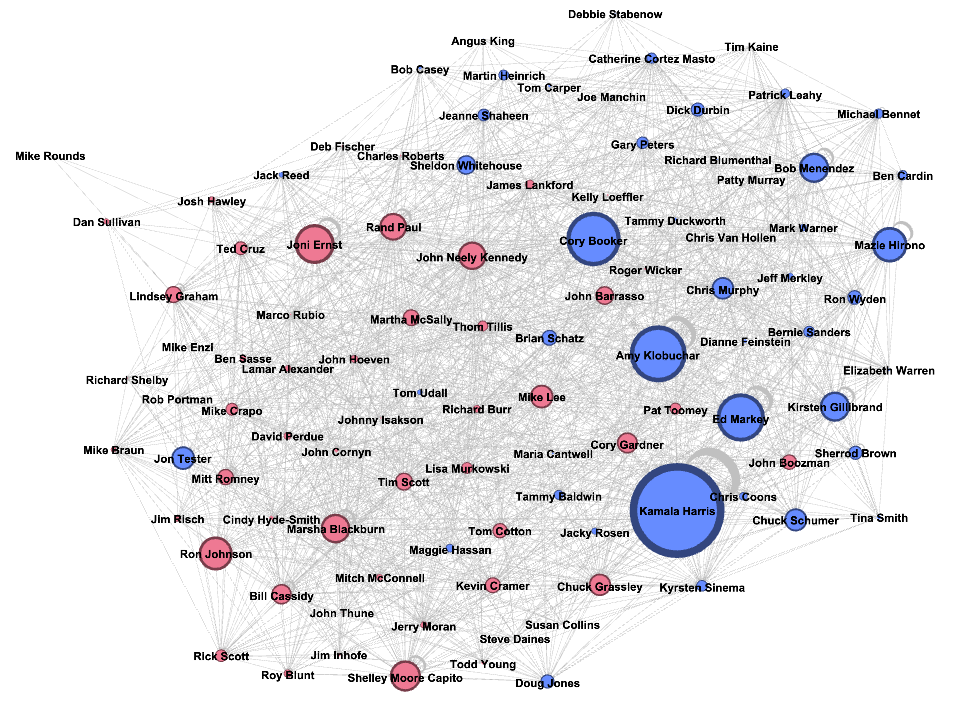 Debbie Stabenow
Angus King
Tim Kaine
Catherine Cortez Masto
Bob Casey
Martin Heinrich
Tom Carper
Joe Manchin
Patrick Leahy
Dick Durbin
Michael Bennet
Jeanne Shaheen
Deb Fischer
Gary Peters
Mike Rounds
Charles Roberts
Sheldon Whitehouse
Richard Blumenthal
Bob Menendez
Jack Reed
Ben Cardin
Patty Murray
James Lankford
Kelly Loeffler
Josh Hawley
Dan Sullivan
Tammy Duckworth
Rand Paul
Mark Warner
Chris Van Hollen
Cory Booker
Joni Ernst
Mazie Hirono
Ted Cruz
John Neely Kennedy
Roger Wicker
Jeff Merkley
Chris Murphy
Lindsey Graham
John Barrasso
Ron Wyden
Marco Rubio
Martha McSally
Thom Tillis
Bernie Sanders
Brian Schatz
Dianne Feinstein
Mike Enzi
Amy Klobuchar
Ben Sasse
John Hoeven
Lamar Alexander
Elizabeth Warren
Richard Shelby
Tom Udall
Mike Lee
Rob Portman
Mike Crapo
Richard Burr
Pat Toomey
Kirsten Gillibrand
Johnny Isakson
Ed Markey
David Perdue
Cory Gardner
Mike Braun
John Cornyn
Maria Cantwell
Sherrod Brown
Jon Tester
John Boozman
Lisa Murkowski
Mitt Romney
Tim Scott
Tammy Baldwin
Chris Coons
Kamala Harris
Jim Risch
Cindy Hyde-Smith
Chuck Schumer
Tina Smith
Marsha Blackburn
Tom Cotton
Jacky Rosen
Maggie Hassan
Ron Johnson
Mitch McConnell
Kevin Cramer
Chuck Grassley
Kyrsten Sinema
Bill Cassidy
John Thune
Jerry Moran
Susan Collins
Steve Daines
Rick Scott
Jim Inhofe
Todd Young
Roy Blunt
Shelley Moore Capito
Doug Jones